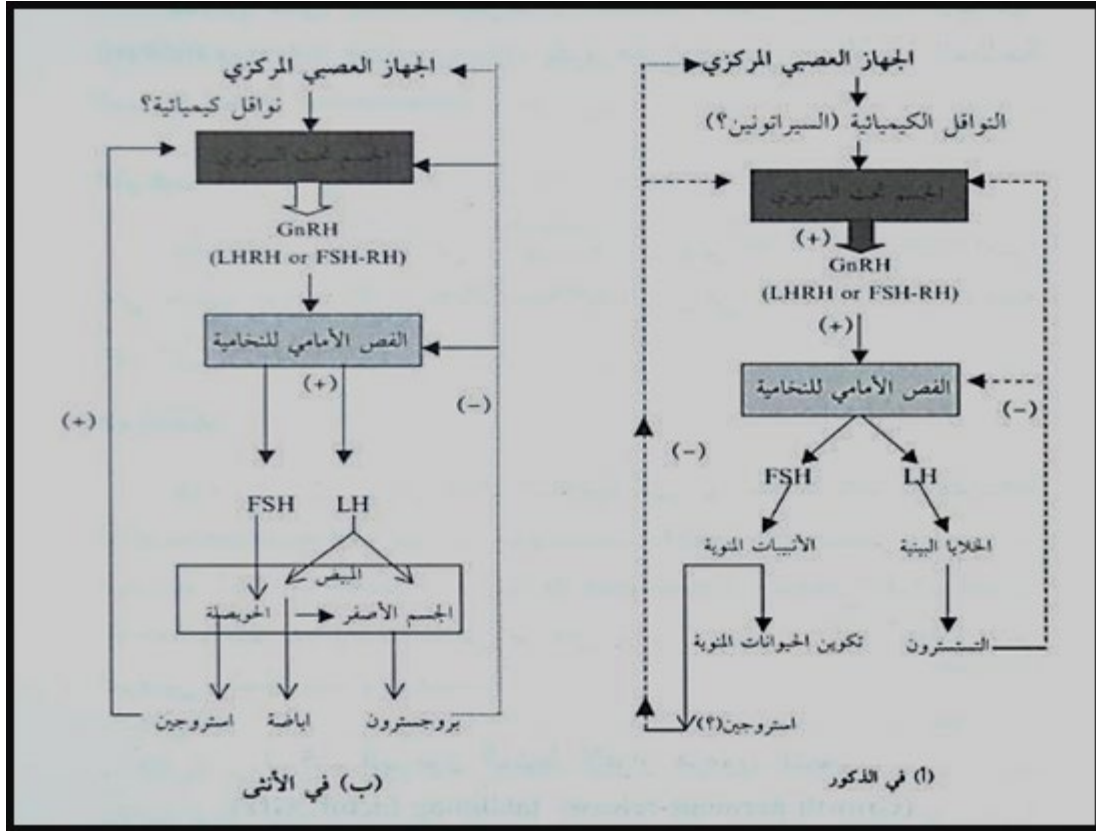 الجهاز العصبي المركزي
النواقل الكيميائية (السيراتونين؟)
الجسم تحت السريري
(+)
GnRH
(LHRH or FSH-RH)
(+)
الفص الأمامي للنخامية
(-)
(-)
FSH
LH
الأنبيبات المنوية
الخلايا البينية
تكوين الحيوانات المنوية
التستسترون
استروجين(؟)
(أ) في الذكور
الجهاز العصبي المركزي
نواقل كيميائية؟
الجسم تحت السريري
GnRH
(LHRH or FSH-RH)
الفص الأمامي للنخامية
(+)
(+)
(-)
FSH
LH
المبيض
الحويصلة
الجسم الأصفر
استروجين
اباضة
بروجسترون
(ب) في الأنثى